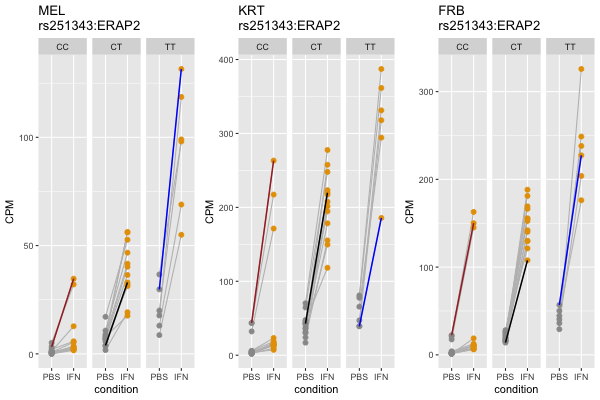 MEL
rs251343:ERAP2
CC CT TT
CPM
100
50
0
PBS IFN PBS IFN PBS IFN
condition
KRT
rs251343:ERAP2
CC CT TT
CPM
400
300
200
100
0
PBS IFN PBS IFN PBS IFN
condition
FRB
rs251343:ERAP2
CC CT TT
CPM
300
200
100
0
PBS IFN PBS IFN PBS IFN
condition